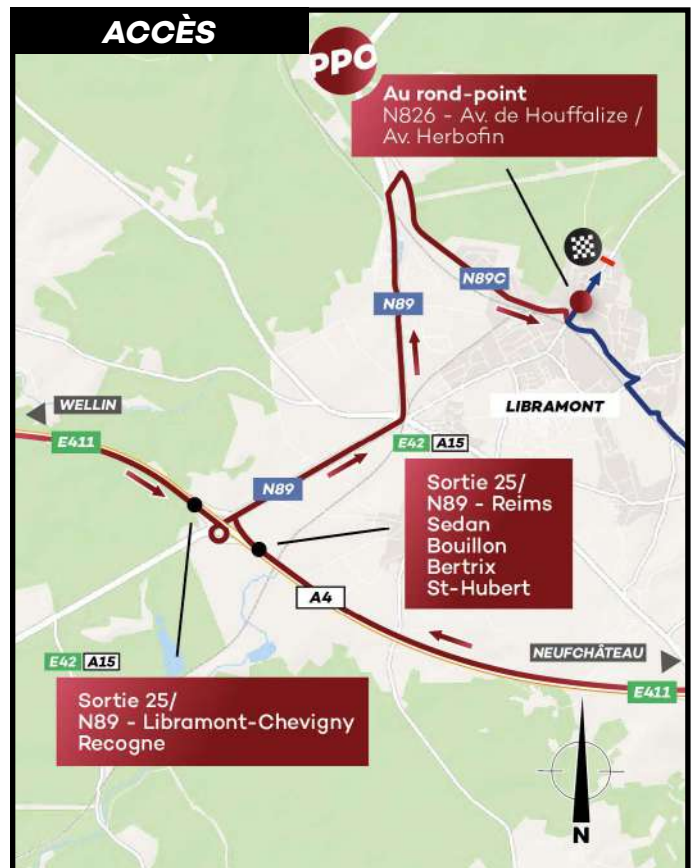 ACCÈS
PPO
Au rond-point
N826 - Av. de Houffalize /
Av. Herbofin
N89C
N89
WELLIN
LIBRAMONT
E411
E42 A15
N89
Sortie 25/
N89 - Reims
Sedan
Bouillon
Bertrix
St-Hubert
A4
NEUFCHÂTEAU
E42 A15
E411
Sortie 25/
N89 - Libramont-Chevigny
Recogne
N